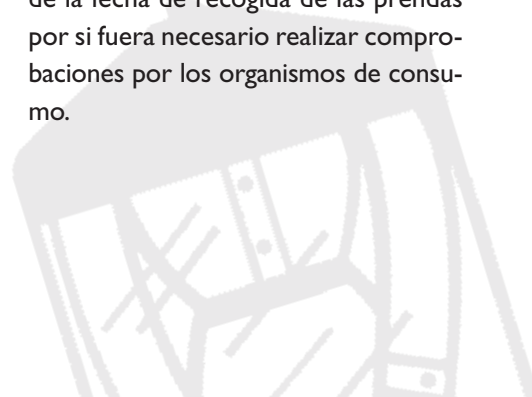 de la fecha de recogida de las prendas
por si fuera necesario realizar compro-
baciones por los organismos de consu-
mo.